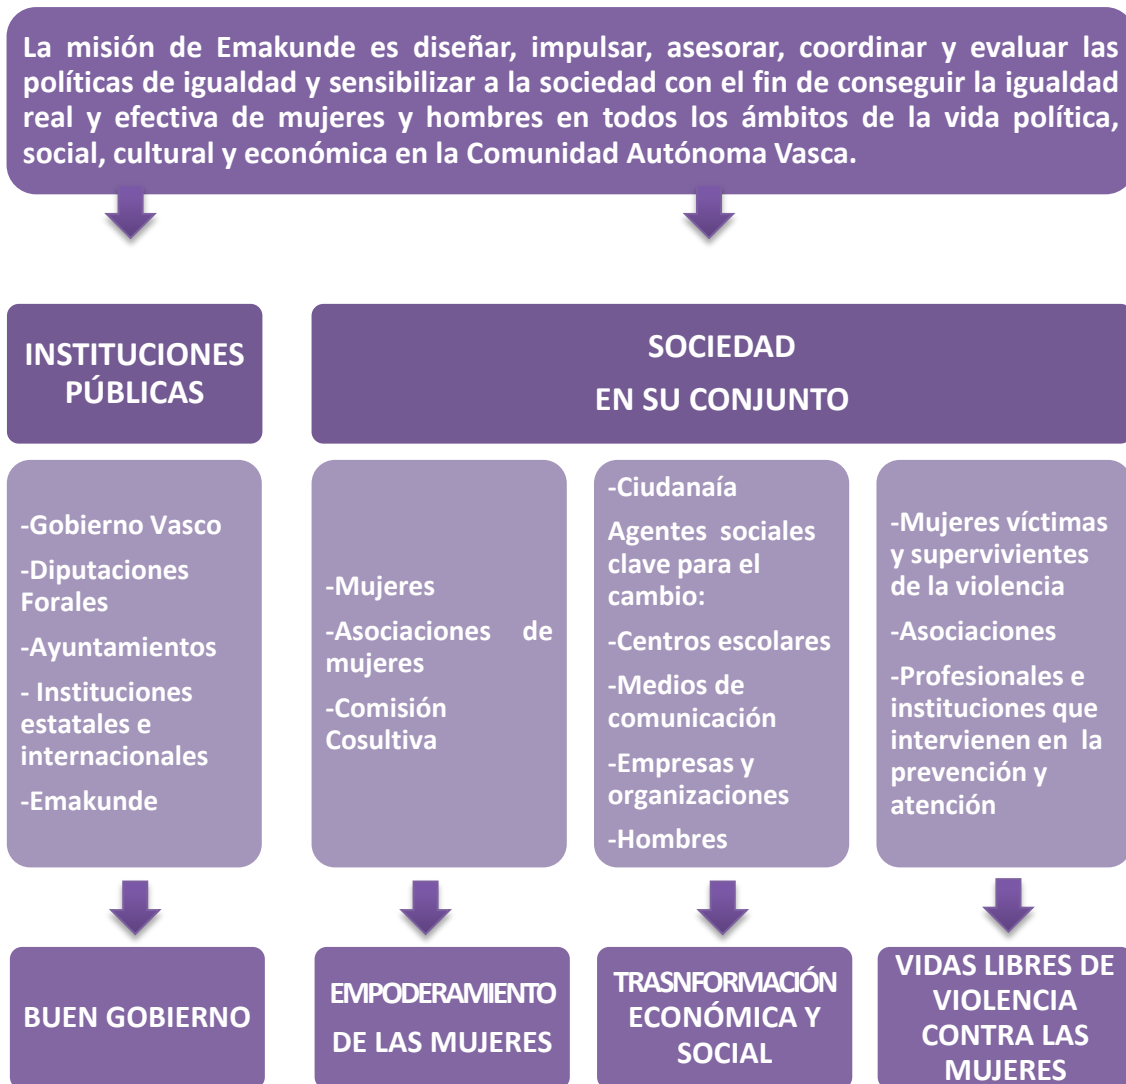 La misión de Emakunde es diseñar, impulsar, asesorar, coordinar y evaluar las
políticas de igualdad y sensibilizar a la sociedad con el fin de conseguir la igualdad
real y efectiva de mujeres y hombres en todos los ámbitos de la vida política,
social, cultural y económica en la Comunidad Autónoma Vasca.
INSTITUCIONES
PÚBLICAS
SOCIEDAD
EN SU CONJUNTO
-Gobierno Vasco
-Diputaciones
Forales
-Ayuntamientos
- Instituciones
estatales e
internacionales
-Emakunde
-Mujeres
-Asociaciones de
mujeres
-Comisión
Cosultiva
-Ciudanaía
Agentes sociales
clave para el
cambio:
-Centros escolares
-Medios de
comunicación
-Empresas y
organizaciones
-Hombres
-Mujeres víctimas
y supervivientes
de la violencia
-Asociaciones
-Profesionales e
instituciones que
intervienen en la
prevención y
atención
BUEN GOBIERNO
EMPODERAMIENTO
DE LAS MUJERES
TRASNFORMACIÓN
ECONÓMICA Y
SOCIAL
VIDAS LIBRES DE
VIOLENCIA
CONTRA LAS
MUJERES